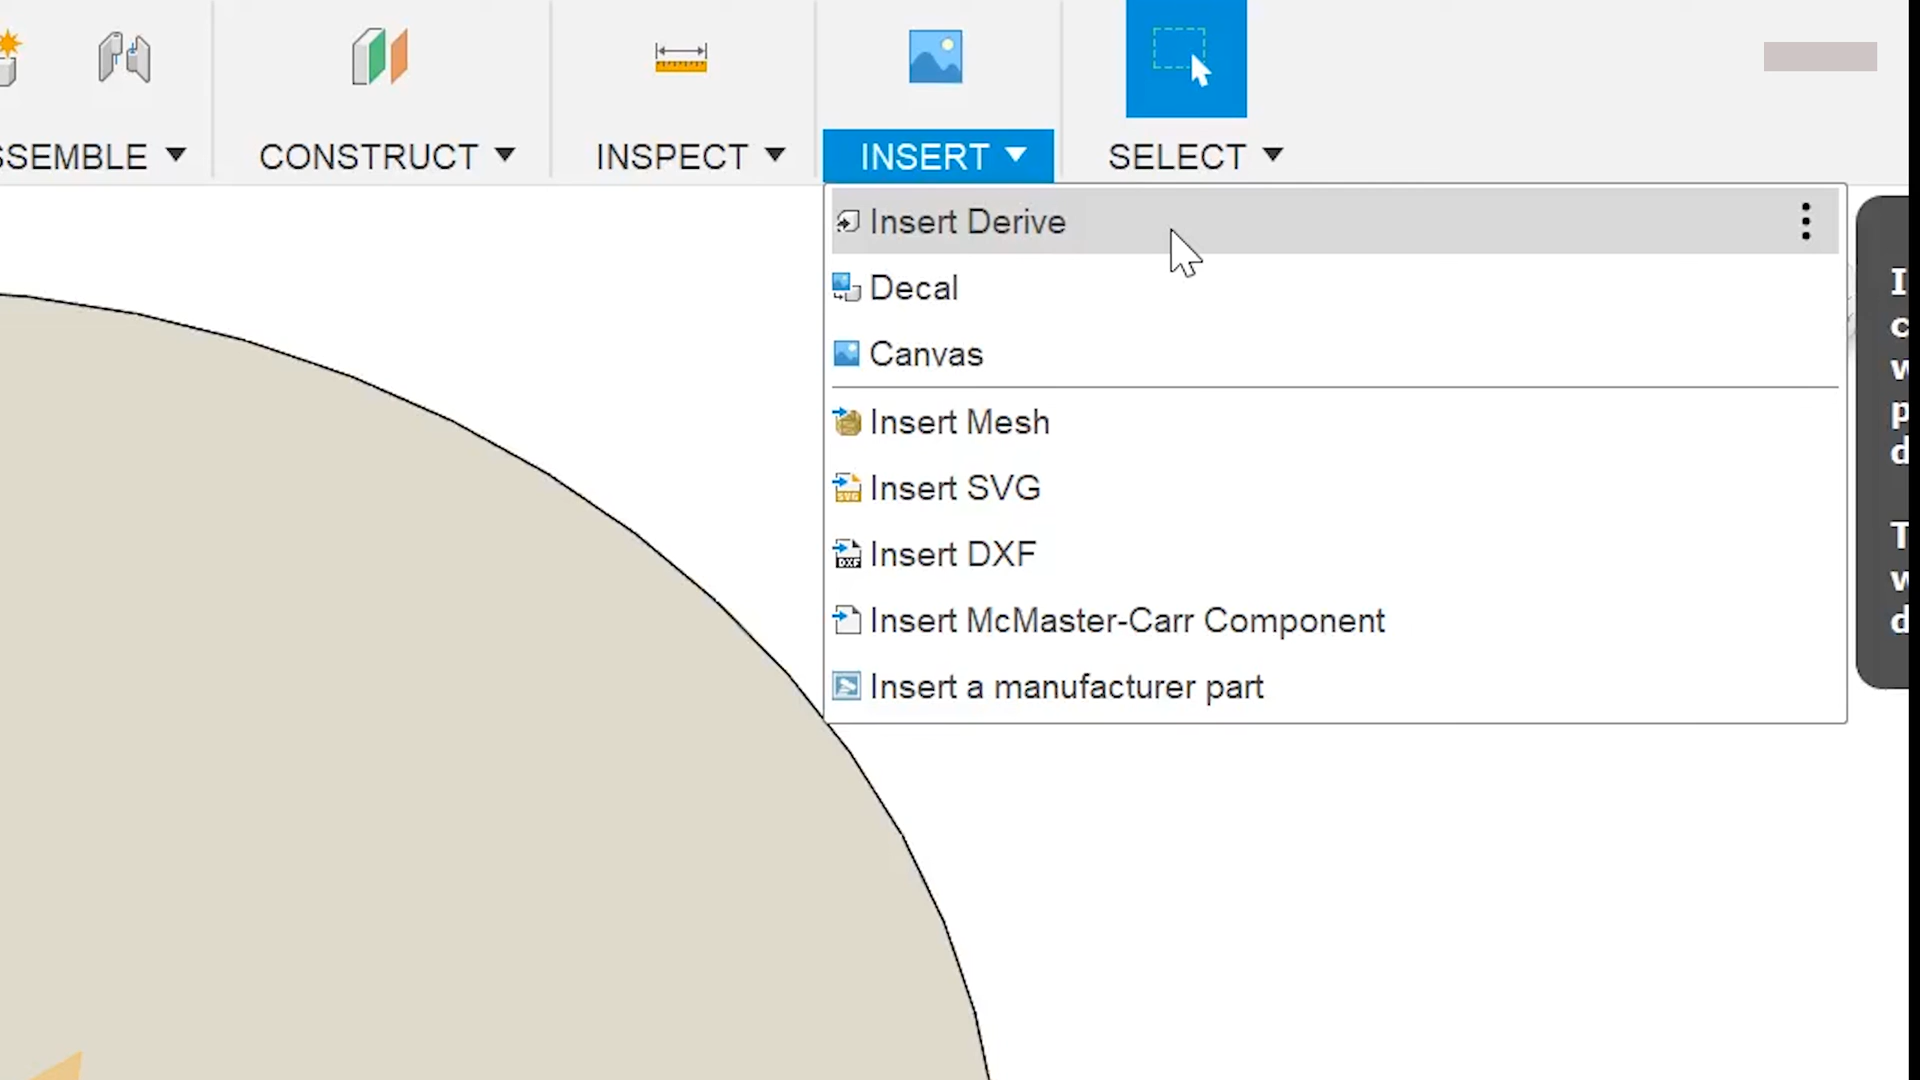 CONSTRUCT
INSPECT
INSERT
SELECT
Insert Derive
Decal
Canvas
Insert Mesh
Insert SVG
Insert DXF
Insert McMaster-Carr Component
Insert a manufacturer part